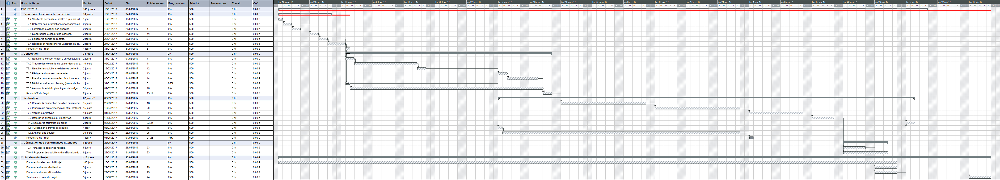 Plan... Nom de tâche Durée Début Fin Prédécesseu... Progression Priorité Ressources Travail Coût
lun 16 janv. 17 lun 23 janv. 17 lun 30 janv. 17 lun 6 févr. 17 lun 13 févr. 17 lun 20 févr. 17 lun 27 févr. 17 lun 6 mars 17 lun 13 mars 17 lun 20 mars 17 lun 27 mars 17 lun 3 avr. 17 lun 10 avr. 17 lun 17 avr. 17 lun 24 avr. 17 lun 1 mai 17 lun 8 mai 17 lun 15 mai 17 lun 22 mai 17 lun 29 mai 17 lun 5 juin 17 lun 12 juin 17 lun 19 juin 17
D L M M J V S D L M M J V S D L M M J V S D L M M J V S D L M M J V S D L M M J V S D L M M J V S D L M M J V S D L M M J V S D L M M J V S D L M M J V S D L M M J V S D L M M J V S D L M M J V S D L M M J V S D L M M J V S D L M M J V S D L M M J V S D L M M J V S D L M M J V S D L M M J V S D L M M J V S D L M M J V S D L M M J V S D
1 PROJET 2017 105 jours 16/01/2017 09/06/2017 0% 500 0 hr 0.00 €
2 Expression fonctionnelle du besoin 10 jours 16/01/2017 27/01/2017 0% 500 0 hr 0.00 €
3 T1.4 Vérifier la pérennité et mettre à jour les inf... 1 jour 16/01/2017 16/01/2017 0% 500 0 hr 0.00 €
4 T2.1 Collecter des informations nécessaires à l... 2 jours 17/01/2017 18/01/2017 3 0% 500 0 hr 0.00 €
5 T2.3 Formaliser le cahier des charges. 2 jours 19/01/2017 20/01/2017 4 0% 500 0 hr 0.00 €
6 T3.1 S'approprier le cahier des charges 2 jours 23/01/2017 24/01/2017 4;5 0% 500 0 hr 0.00 €
7 T3.3 Elaborer le cahier de recette. 2 jours? 25/01/2017 26/01/2017 6 0% 500 0 hr 0.00 €
8 T3.4 Négocier et rechercher la validation du cli... 2 jours 27/01/2017 30/01/2017 7 0% 500 0 hr 0.00 €
9 Revue N°1 du Projet 1 jour? 31/01/2017 31/01/2017 8 0% 500 0 hr 0.00 €
10 Conception 34 jours 31/01/2017 17/03/2017 2% 500 0 hr 0.00 €
11 T4.1 Identifier le comportement d'un constituant. 2 jours 31/01/2017 01/02/2017 7 0% 500 0 hr 0.00 €
12 T4.2 Traduire les éléments du cahier des charg... 10 jours 02/02/2017 15/02/2017 11 0% 500 0 hr 0.00 €
13 T5.1 Identifier les solutions existantes de l'entr... 2 jours 16/02/2017 17/02/2017 12 0% 500 0 hr 0.00 €
14 T4.3 Rédiger le document de recette 2 jours 06/03/2017 07/03/2017 13 0% 500 0 hr 0.00 €
15 T6.1 Prendre connaissance des fonctions ass... 5 jours 08/03/2017 14/03/2017 14 0% 500 0 hr 0.00 €
16 T6.2 Définir et valider un planning (jalons de livr... 1 jour 31/01/2017 31/01/2017 8 85% 500 0 hr 0.00 €
17 T6.3 Assurer le suivi du planning et du budget. 31 jours 01/02/2017 15/03/2017 16 0% 500 0 hr 0.00 €
18 Revue N°2 du Projet 2 jours 16/03/2017 17/03/2017 15;17 0% 500 0 hr 0.00 €
19 Réalisation 67 jours? 06/03/2017 06/06/2017 0% 500 0 hr 0.00 €
20 T7.1 Réaliser la conception détaillée du matériel... 15 jours 20/03/2017 07/04/2017 18 0% 500 0 hr 0.00 €
21 T7.2 Produire un prototype logiciel et/ou matériel. 15 jours 10/04/2017 28/04/2017 20 0% 500 0 hr 0.00 €
22 T7.3 Valider le prototype. 10 jours 01/05/2017 12/05/2017 21 0% 500 0 hr 0.00 €
23 T9.2 Installer un système ou un service. 5 jours 15/05/2017 19/05/2017 22 0% 500 0 hr 0.00 €
24 T11.3 Assurer la formation du client. 2 jours 05/06/2017 06/06/2017 23;34 0% 500 0 hr 0.00 €
25 T12.1 Organiser le travail de l'équipe. 1 jour 06/03/2017 06/03/2017 16 0% 500 0 hr 0.00 €
26 T12.2 Animer une équipe. 39 jours 07/03/2017 28/04/2017 25 0% 500 0 hr 0.00 €
27 Revue N°3 du Projet 1 jour? 01/05/2017 01/05/2017 21;26 15% 500 0 hr 0.00 €
28 Vérification des performances attendues 8 jours 22/05/2017 31/05/2017 0% 500 0 hr 0.00 €
29 T9.1 Finaliser le cahier de recette. 5 jours 22/05/2017 26/05/2017 23 0% 500 0 hr 0.00 €
30 T10.4 Proposer des solutions d'amélioration du ... 8 jours 22/05/2017 31/05/2017 23 0% 500 0 hr 0.00 €
31 Livraison du Projet 115 jours 16/01/2017 23/06/2017 0% 500 0 hr 0.00 €
32 Elaborer dossier ce suivi Projet 100 jours 16/01/2017 02/06/2017 0% 500 0 hr 0.00 €
33 Elaborer le dossier d'utilisation 5 jours 29/05/2017 02/06/2017 29 0% 500 0 hr 0.00 €
34 Elaborer le dossier d'installation 5 jours 29/05/2017 02/06/2017 29 0% 500 0 hr 0.00 €
35 Soutenance orale du projet 5 jours 19/06/2017 23/06/2017 24 0% 500 0 hr 0.00 €